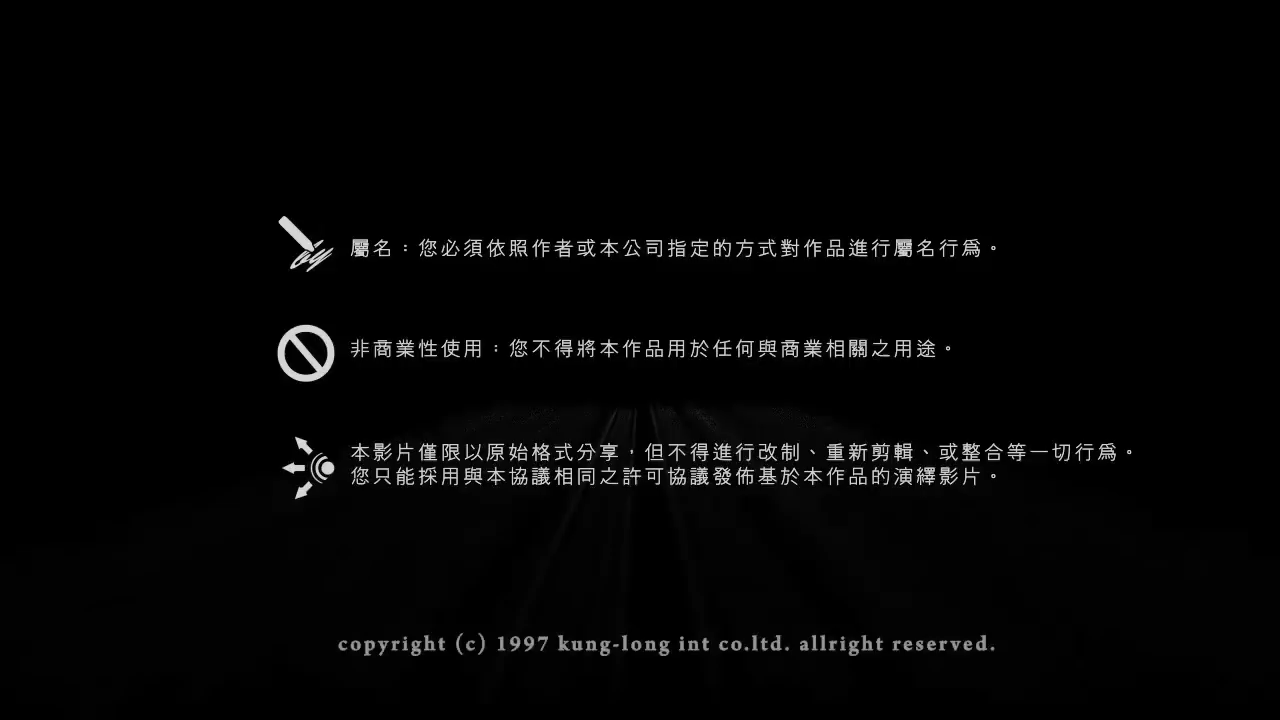 屬名：您必須依照作者或本公司指定的方式對作品進行屬名行為。
非商業性使用：您不得將本作品用於任何與商業相關之用途。
本影片僅限以原始格式分享，但不得進行改制、重新剪輯、或整合等一切行為。
您只能採用與本協議相同之許可協議發佈基於本作品的演繹影片。
copyright (c) 1997 kung-long int co.ltd. allright reserved.